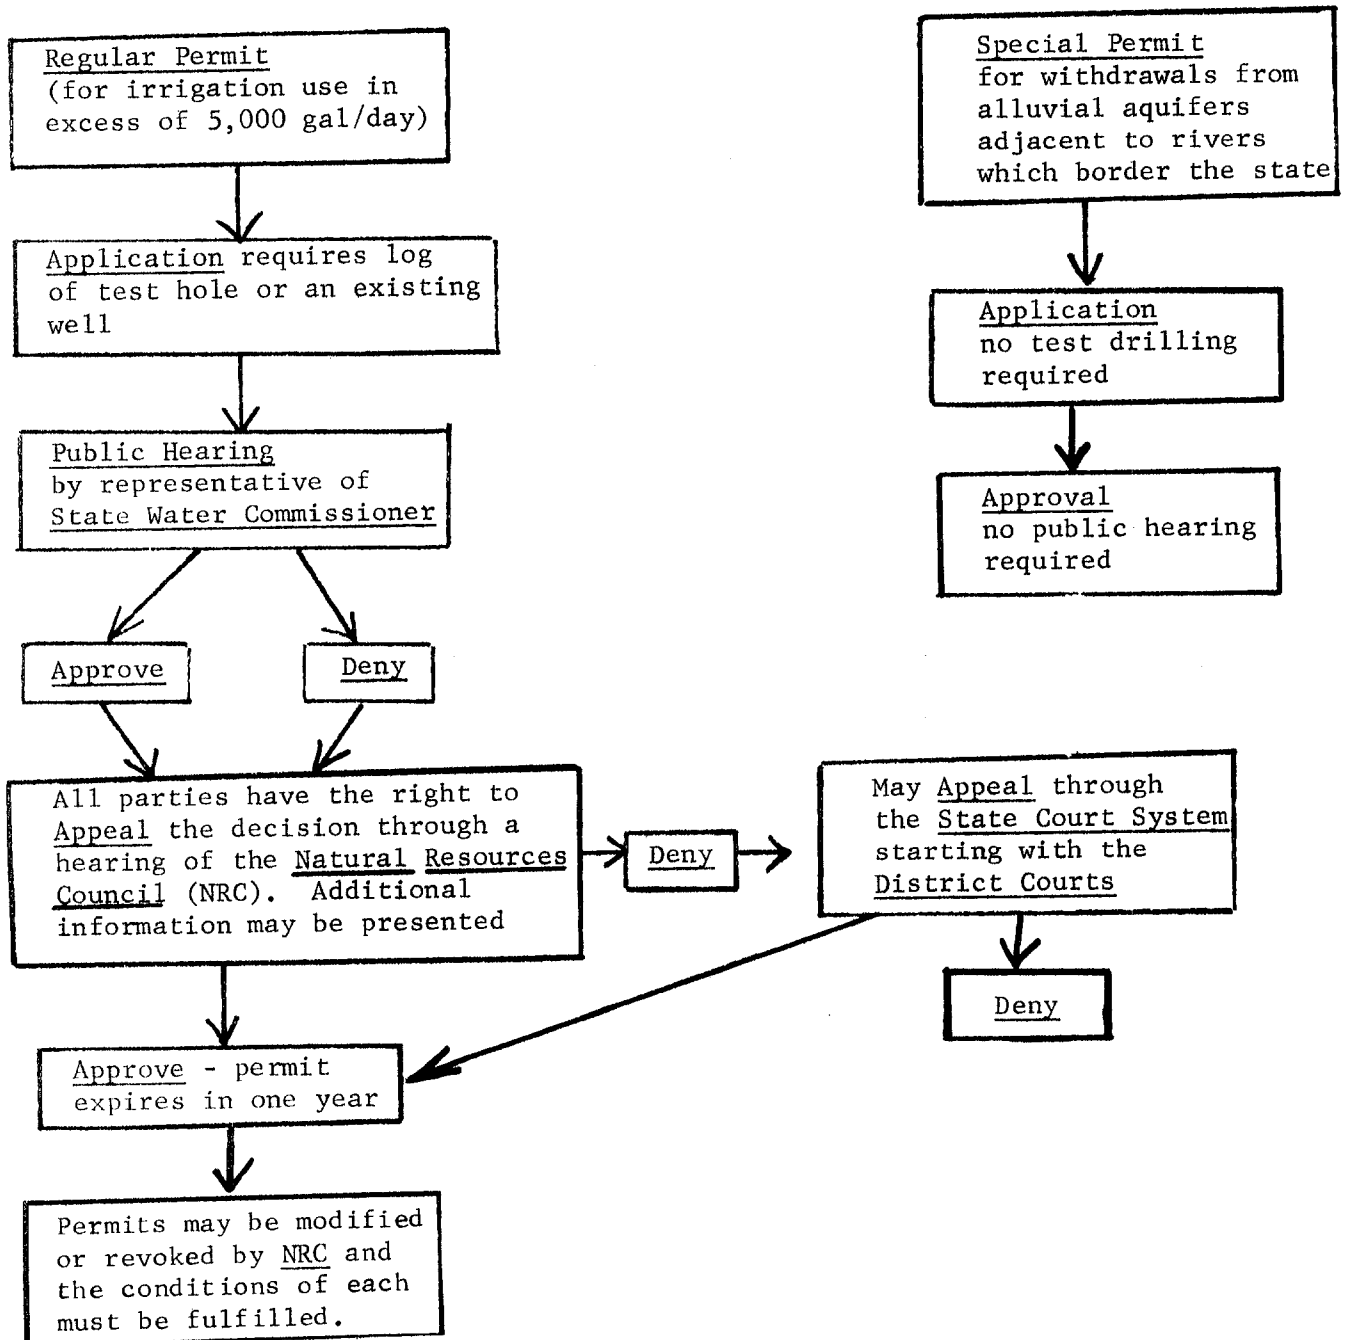 Regular Permit
(for irrigation use in
excess of 5,000 gal/day)
Application requires log
of test hole or an existing
well
Public Hearing
by representative of
State Water Commissioner
Approve
Deny
All parties have the right to
Appeal the decision through a
hearing of the Natural Resources
Council (NRC). Additional
information may be presented
Deny
May Appeal through
the State Court System
starting with the
District Courts
Deny
Approve - permit
expires in one year
Permits may be modified
or revoked by NRC and
the conditions of each
must be fulfilled.
Special Permit
for withdrawals from
alluvial aquifers
adjacent to rivers
which border the state
Application
no test drilling
required
Approval
no public hearing
required